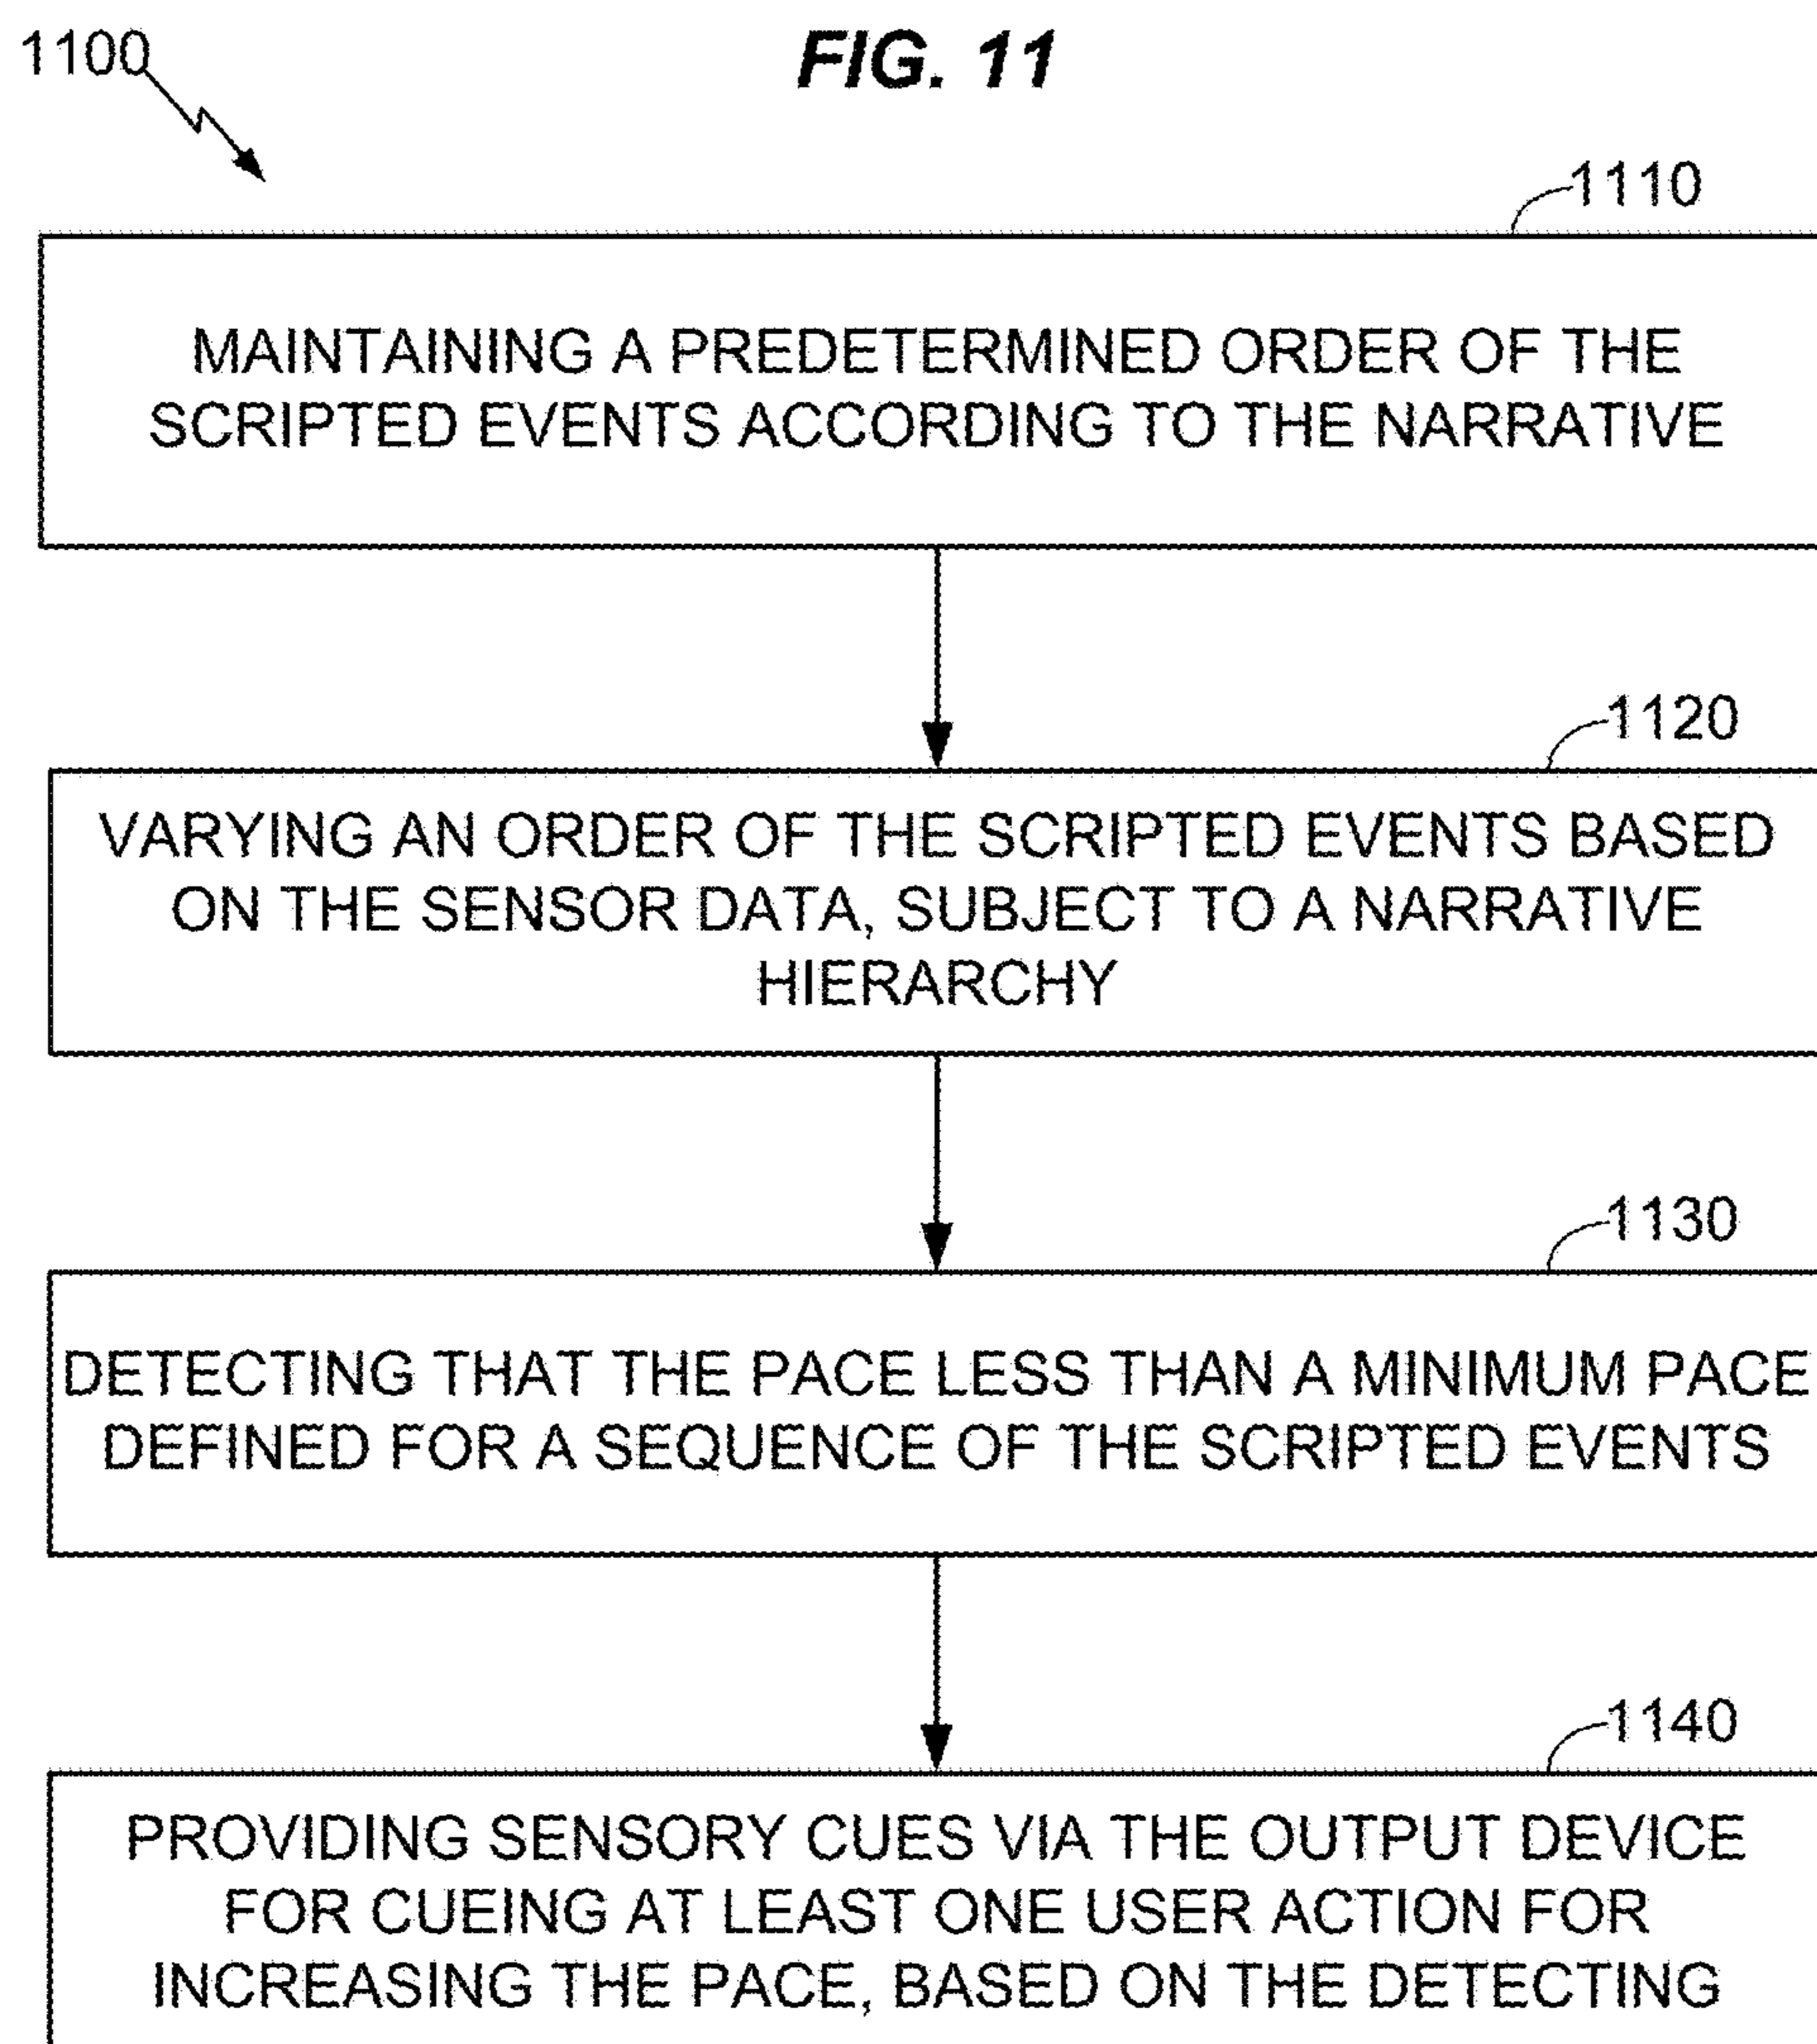 1100
FIG. 11
1110
MAINTAINING A PREDETERMINED ORDER OF THE
SCRIPTED EVENTS ACCORDING TO THE NARRATIVE
1120
VARYING AN ORDER OF THE SCRIPTED EVENTS BASED
ON THE SENSOR DATA, SUBJECT TO A NARRATIVE
HIERARCHY
1130
DETECTING THAT THE PACE LESS THAN A MINIMUM PACE
DEFINED FOR A SEQUENCE OF THE SCRIPTED EVENTS
1140
PROVIDING SENSORY CUES VIA THE OUTPUT DEVICE
FOR CUEING AT LEAST ONE USER ACTION FOR
INCREASING THE PACE, BASED ON THE DETECTING